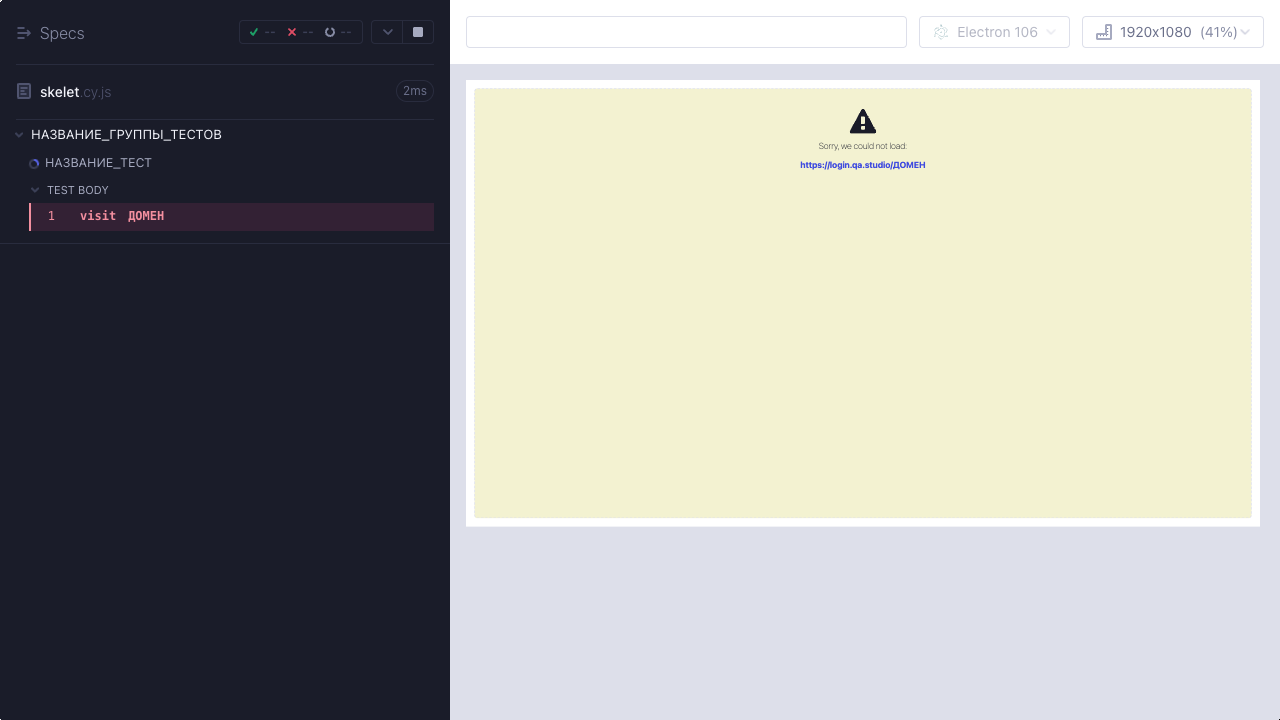 Specs
-- -- --
skelet.cy.js
2ms
НАЗВАНИЕ_ГРУППЫ_ТЕСТОВ
НАЗВАНИЕ_ТЕСТ
TEST BODY
1 visit ДОМЕН
Electron 106
1920x1080 (41%)
Sorry, we could not load:
https://login.qa.studio/ДОМЕН